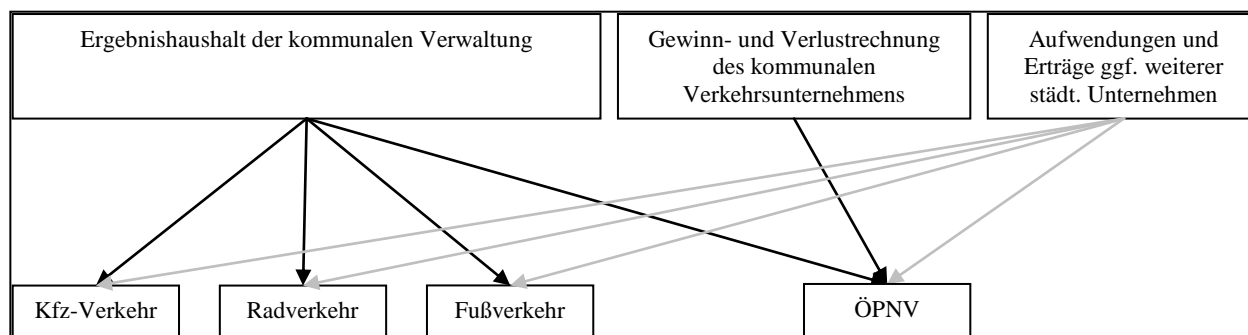 Ergebnishaushalt der kommunalen Verwaltung
Gewinn- und Verlustrechnung
des kommunalen
Verkehrsunternehmens
Aufwendungen und
Erträge ggf. weiterer
städt. Unternehmen
Kfz-Verkehr
Radverkehr
Fußverkehr
ÖPNV